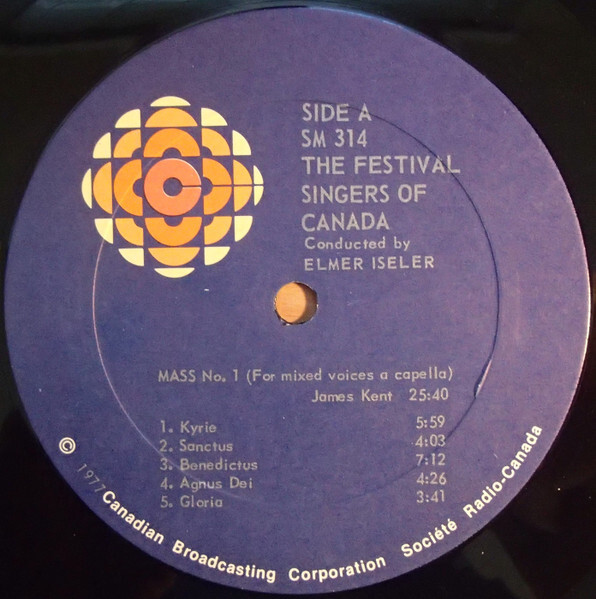 SIDE A
SM 314
THE FESTIVAL
SINGERS OF
CANADA
Conducted by
ELMER ISELER
MASS No. 1 (For mixed voices a capella)
James Kent 25:40
1. Kyrie 5:59
2. Sanctus 4:03
3. Benedictus 7:12
4. Agnus Dei 4:26
5. Gloria 3:41
© 1977 Canadian Broadcasting Corporation Société Radio-Canada